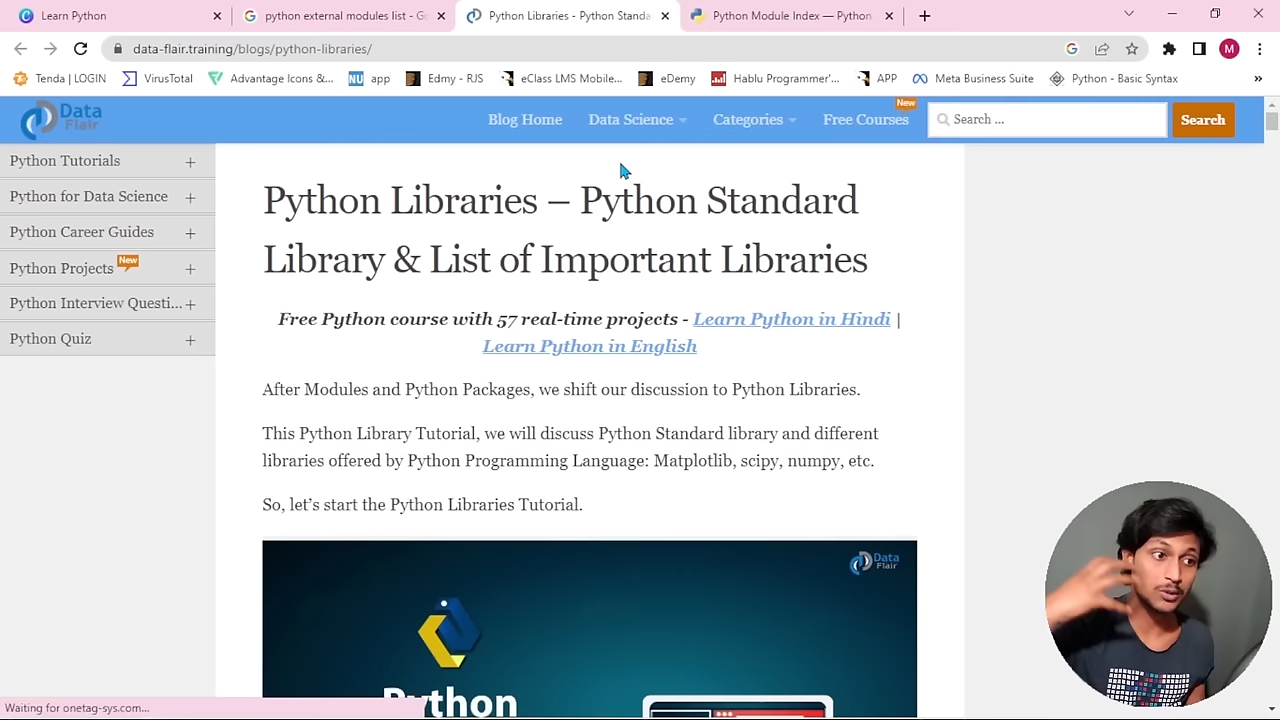 Learn Python
python external modules list - Go
Python Libraries - Python Standa
Python Module Index — Python
data-flair.training/blogs/python-libraries/
M
Tenda | LOGIN
VirusTotal
Advantage Icons &...
NU app
Edmy - RJS
eClass LMS Mobile...
eDemy
Hablu Programmer'...
APP
Meta Business Suite
Python - Basic Syntax
»
Data
Flair
Blog Home
Data Science
Categories
Free Courses
New
Search ...
Search
Python Tutorials +
Python for Data Science +
Python Career Guides +
Python Projects New +
Python Interview Questi... +
Python Quiz +
Python Libraries – Python Standard
Library & List of Important Libraries
Free Python course with 57 real-time projects - Learn Python in Hindi |
Learn Python in English
After Modules and Python Packages, we shift our discussion to Python Libraries.
This Python Library Tutorial, we will discuss Python Standard library and different
libraries offered by Python Programming Language: Matplotlib, scipy, numpy, etc.
So, let’s start the Python Libraries Tutorial.
Data
Flair
Python
Waiting for onetag-sys.com...